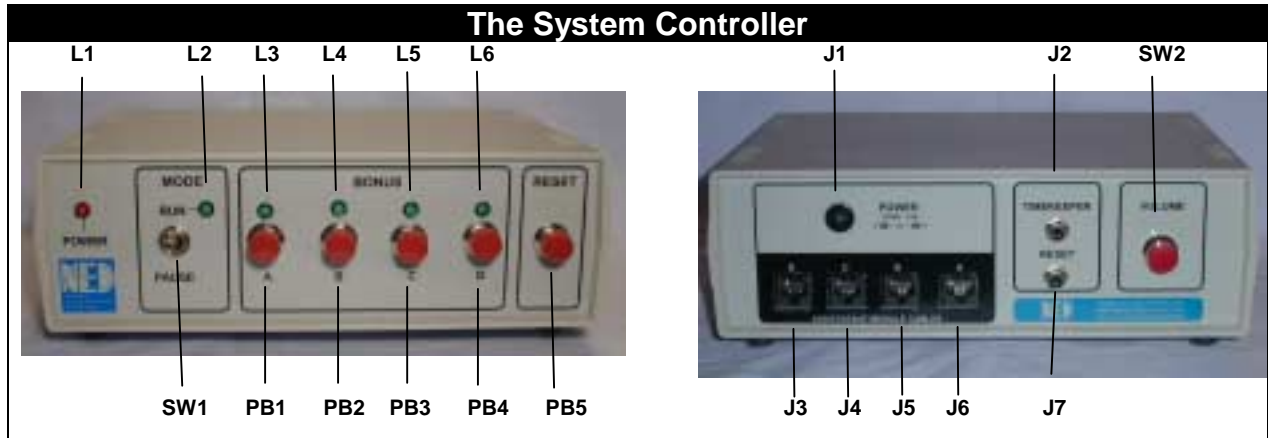 The System Controller
L1 L2 L3 L4 L5 L6 J1 J2 SW2
MODE BONUS RESET
RUN
POWER
PAUSE
A B C D
NED
POWER
TIMEKEEPER
VOLUME
RESET
SW1 PB1 PB2 PB3 PB4 PB5 J3 J4 J5 J6 J7